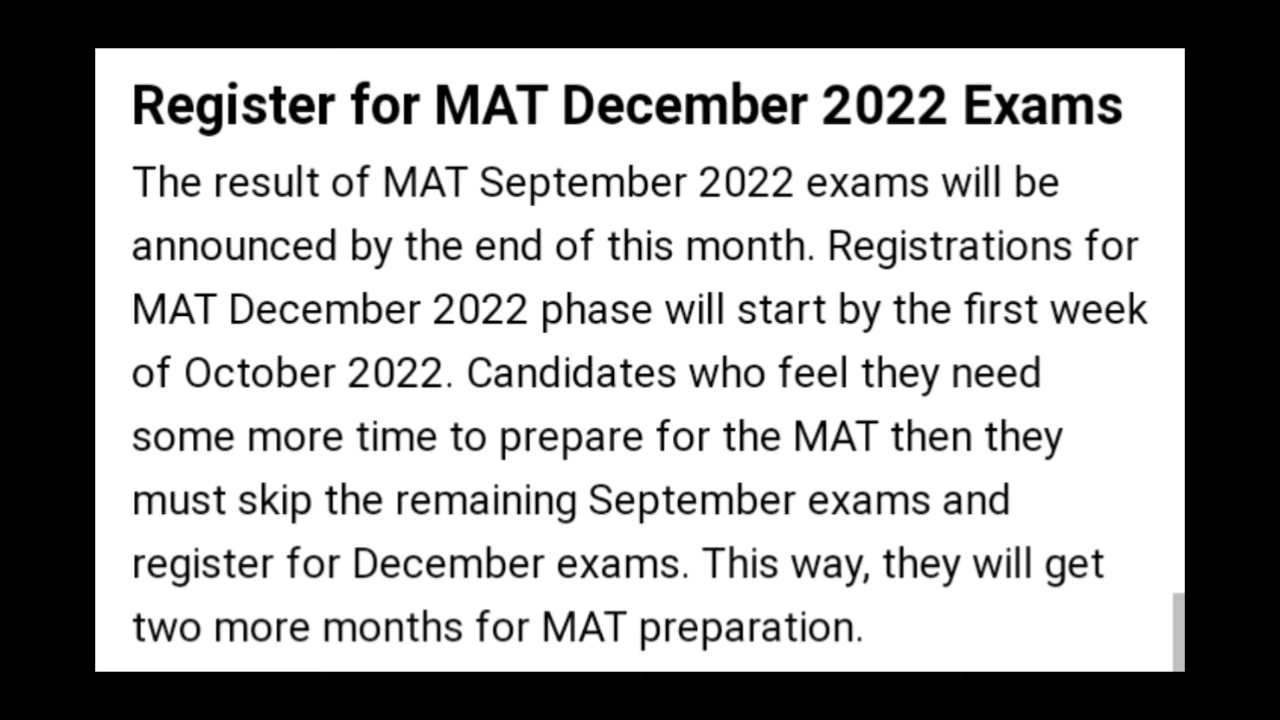 Register for MAT December 2022 Exams
The result of MAT September 2022 exams will be
announced by the end of this month. Registrations for
MAT December 2022 phase will start by the first week
of October 2022. Candidates who feel they need
some more time to prepare for the MAT then they
must skip the remaining September exams and
register for December exams. This way, they will get
two more months for MAT preparation.